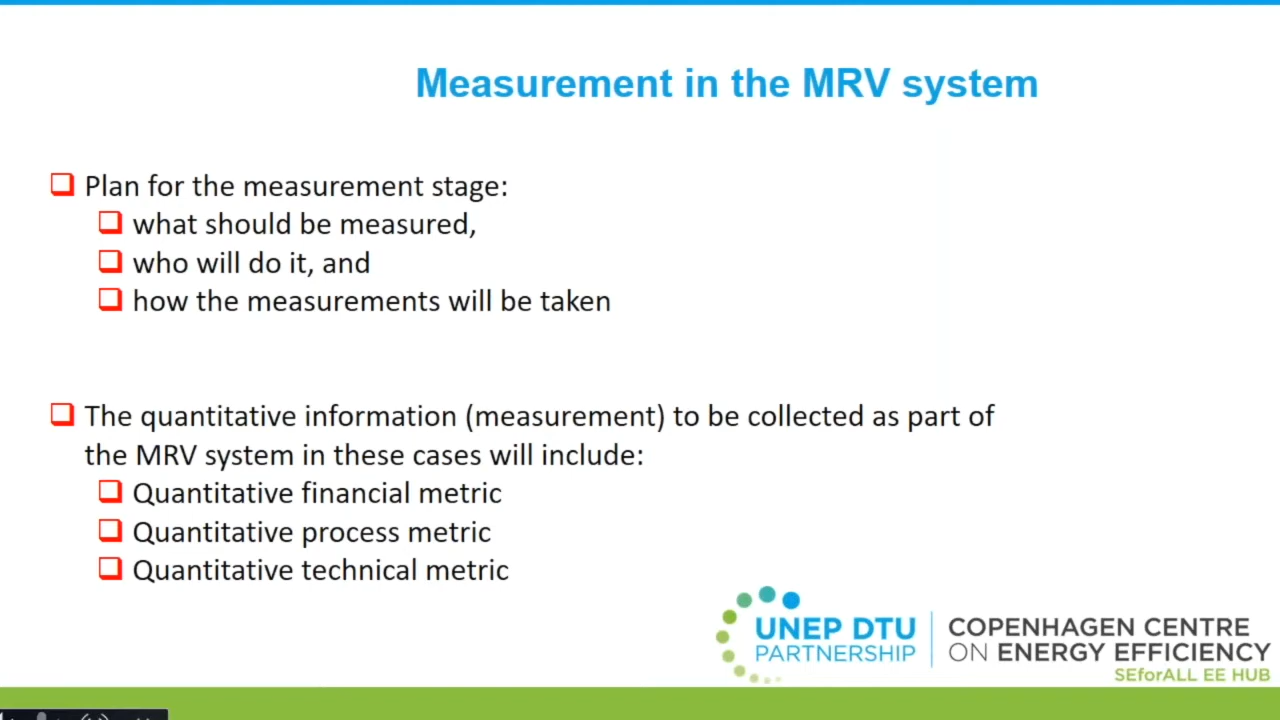 Measurement in the MRV system
Plan for the measurement stage:
what should be measured,
who will do it, and
how the measurements will be taken
The quantitative information (measurement) to be collected as part of
the MRV system in these cases will include:
Quantitative financial metric
Quantitative process metric
Quantitative technical metric
UNEP DTU
PARTNERSHIP
COPENHAGEN CENTRE
ON ENERGY EFFICIENCY
SEforALL EE HUB